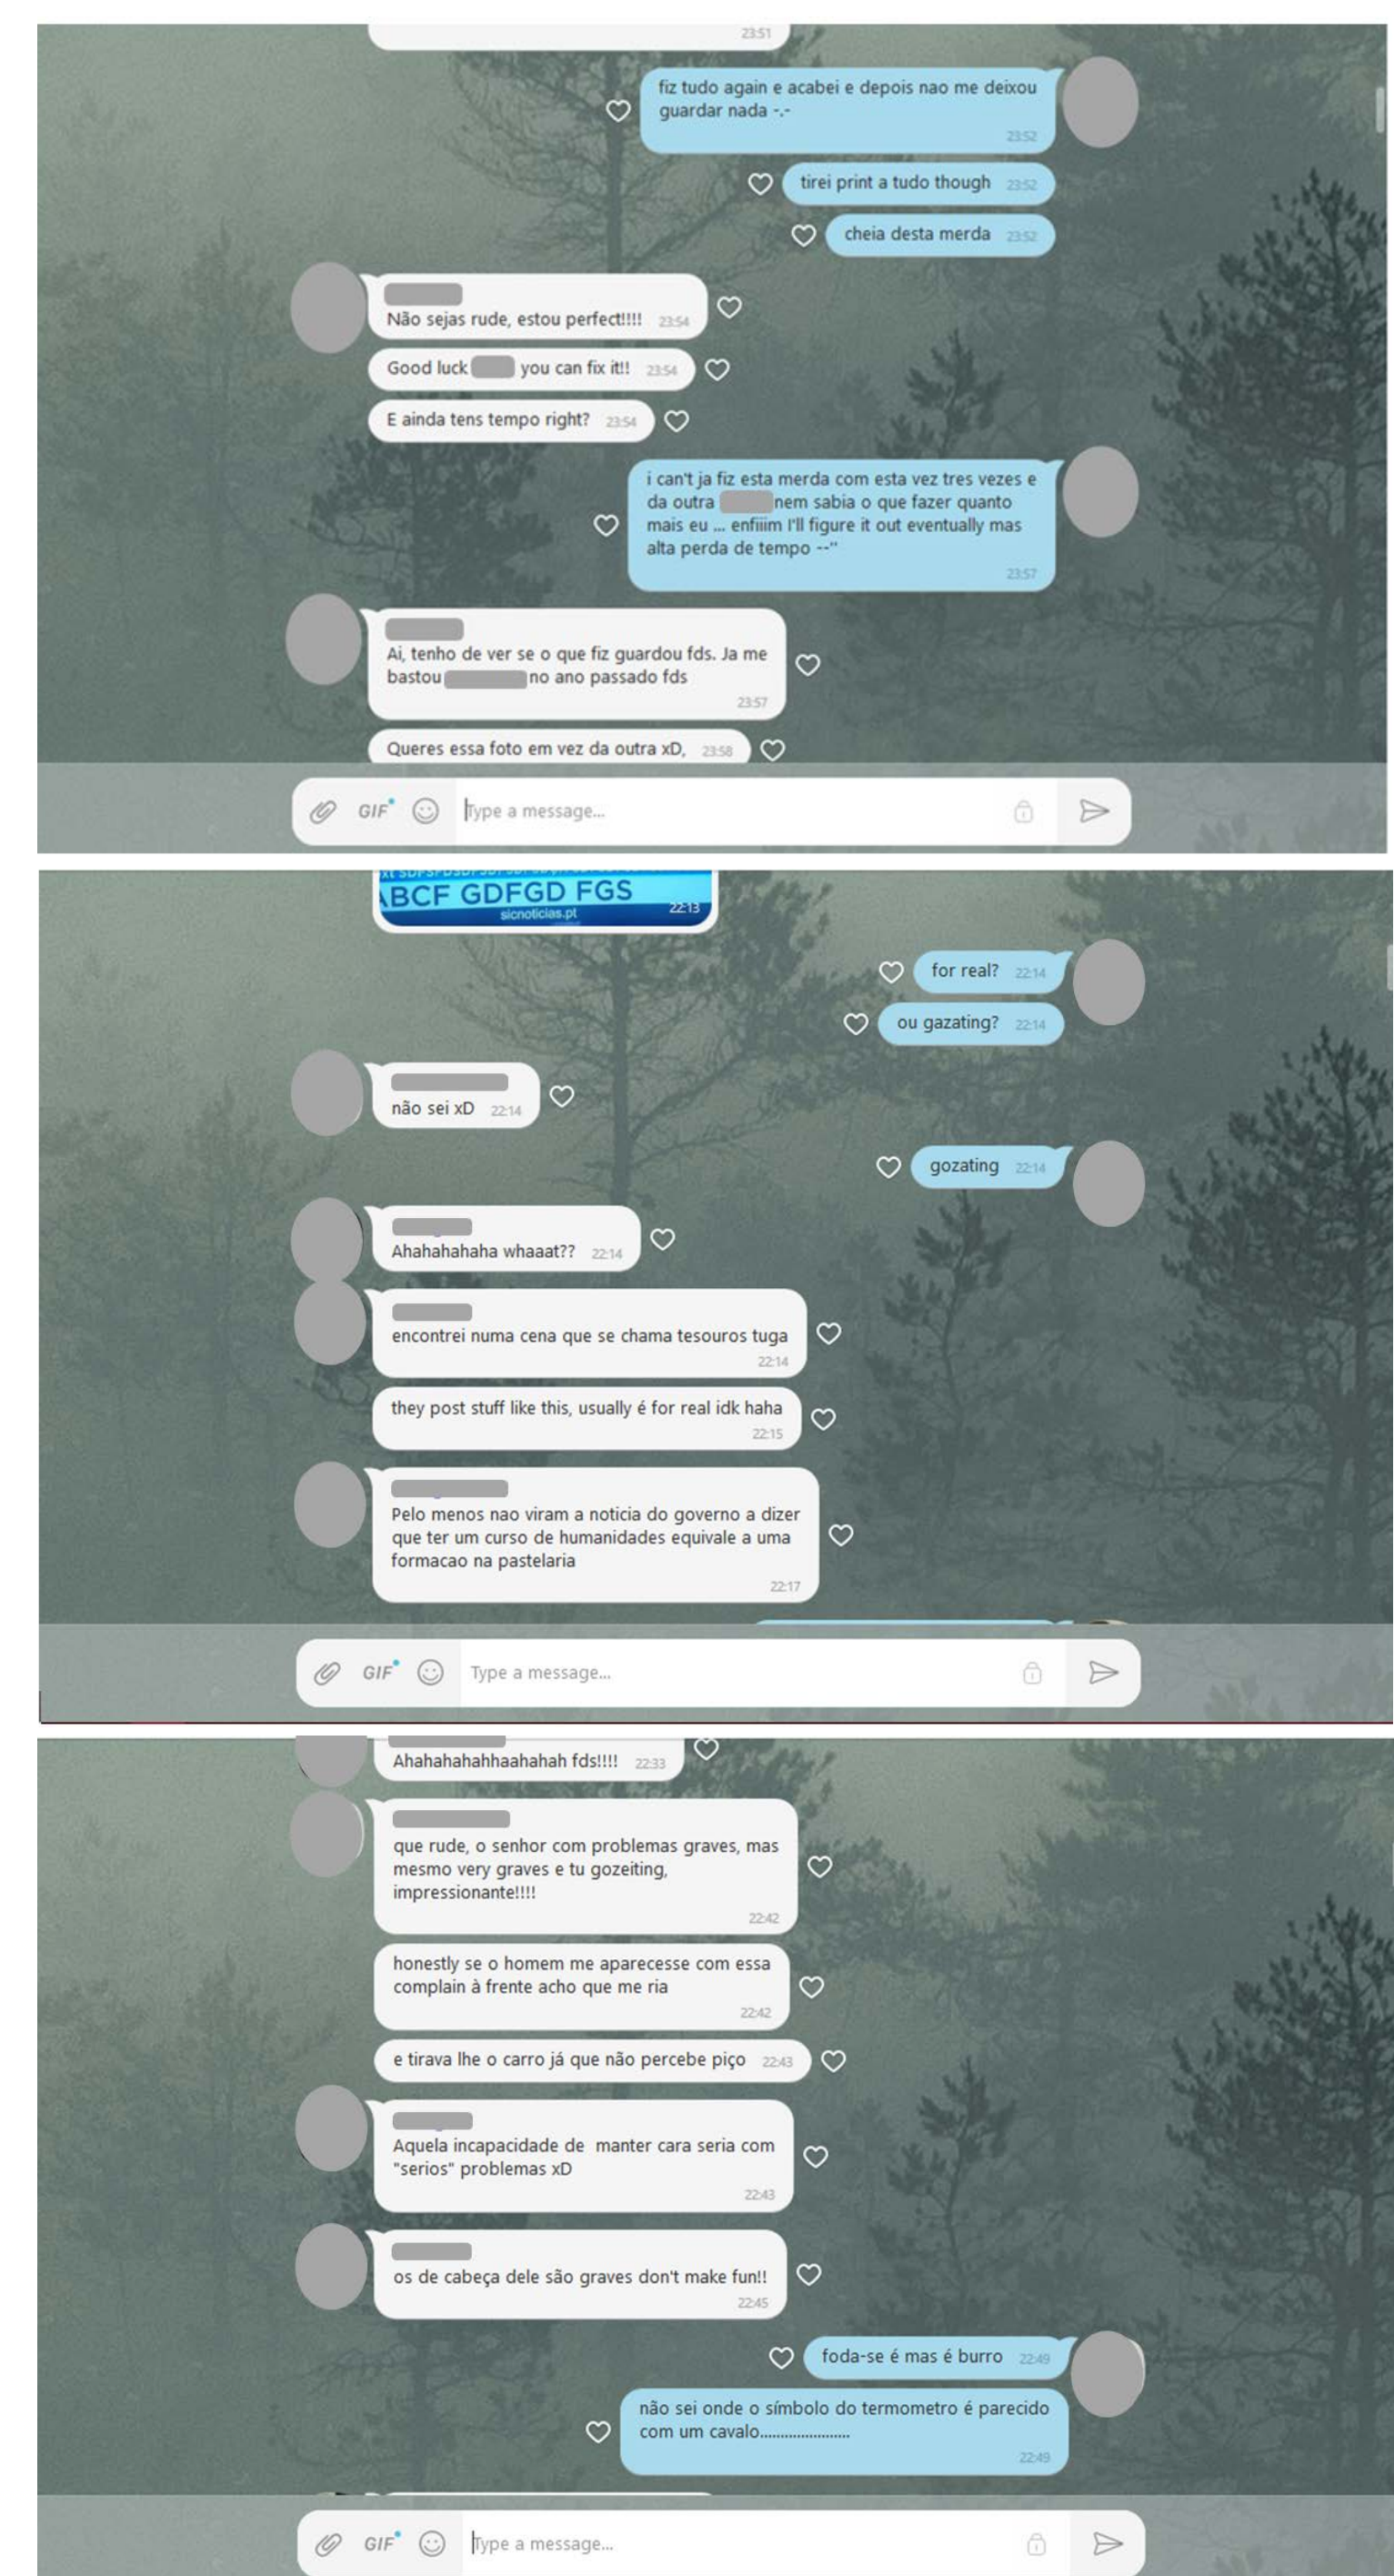 23:51
fiz tudo again e acabei e depois nao me deixou
guardar nada -.-
23:52
tirei print a tudo though 23:52
cheia desta merda 23:52
Não sejas rude, estou perfect!!!! 23:54
Good luck you can fix it!! 23:54
E ainda tens tempo right? 23:54
i can't ja fiz esta merda com esta vez tres vezes e
da outra nem sabia o que fazer quanto
mais eu ... enfiiim I'll figure it out eventually mas
alta perda de tempo --"
23:57
Ai, tenho de ver se o que fiz guardou fds. Ja me
bastou no ano passado fds
23:57
Queres essa foto em vez da outra xD, 23:58
GIF Type a message...
ABCF GDFGD FGS
sicnoticias.pt 22:13
for real? 22:14
ou gazating? 22:14
não sei xD 22:14
gozating 22:14
Ahahahahaha whaaat?? 22:14
encontrei numa cena que se chama tesouros tuga
22:14
they post stuff like this, usually é for real idk haha
22:15
Pelo menos nao viram a noticia do governo a dizer
que ter um curso de humanidades equivale a uma
formacao na pastelaria
22:17
GIF Type a message...
Ahahahahahhaahahah fds!!!! 22:33
que rude, o senhor com problemas graves, mas
mesmo very graves e tu gozeiting,
impressionante!!!!
22:42
honestly se o homem me aparecesse com essa
complain à frente acho que me ria
22:42
e tirava lhe o carro já que não percebe piço 22:43
Aquela incapacidade de manter cara seria com
"serios" problemas xD
22:43
os de cabeça dele são graves don't make fun!!
22:45
foda-se é mas é burro 22:49
não sei onde o símbolo do termometro é parecido
com um cavalo......................
22:49
GIF Type a message...